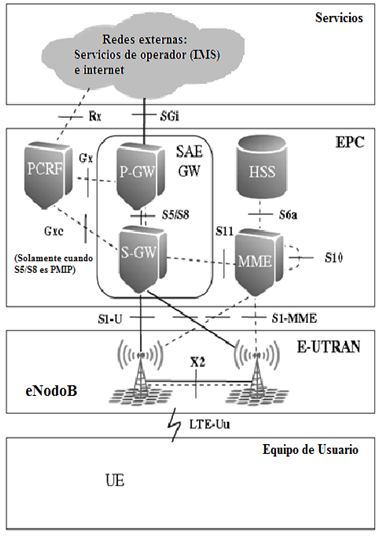 Servicios
Redes externas:
Servicios de operador (IMS)
e internet
Rx
SGi
EPC
SAE
GW
PCRF
Gx
P-GW
HSS
Gxc
S5/S8
S6a
(Solamente cuando
S5/S8 es PMIP)
S-GW
S11
MME
S10
S1-U
S1-MME
E-UTRAN
X2
eNodoB
LTE-Uu
Equipo de Usuario
UE